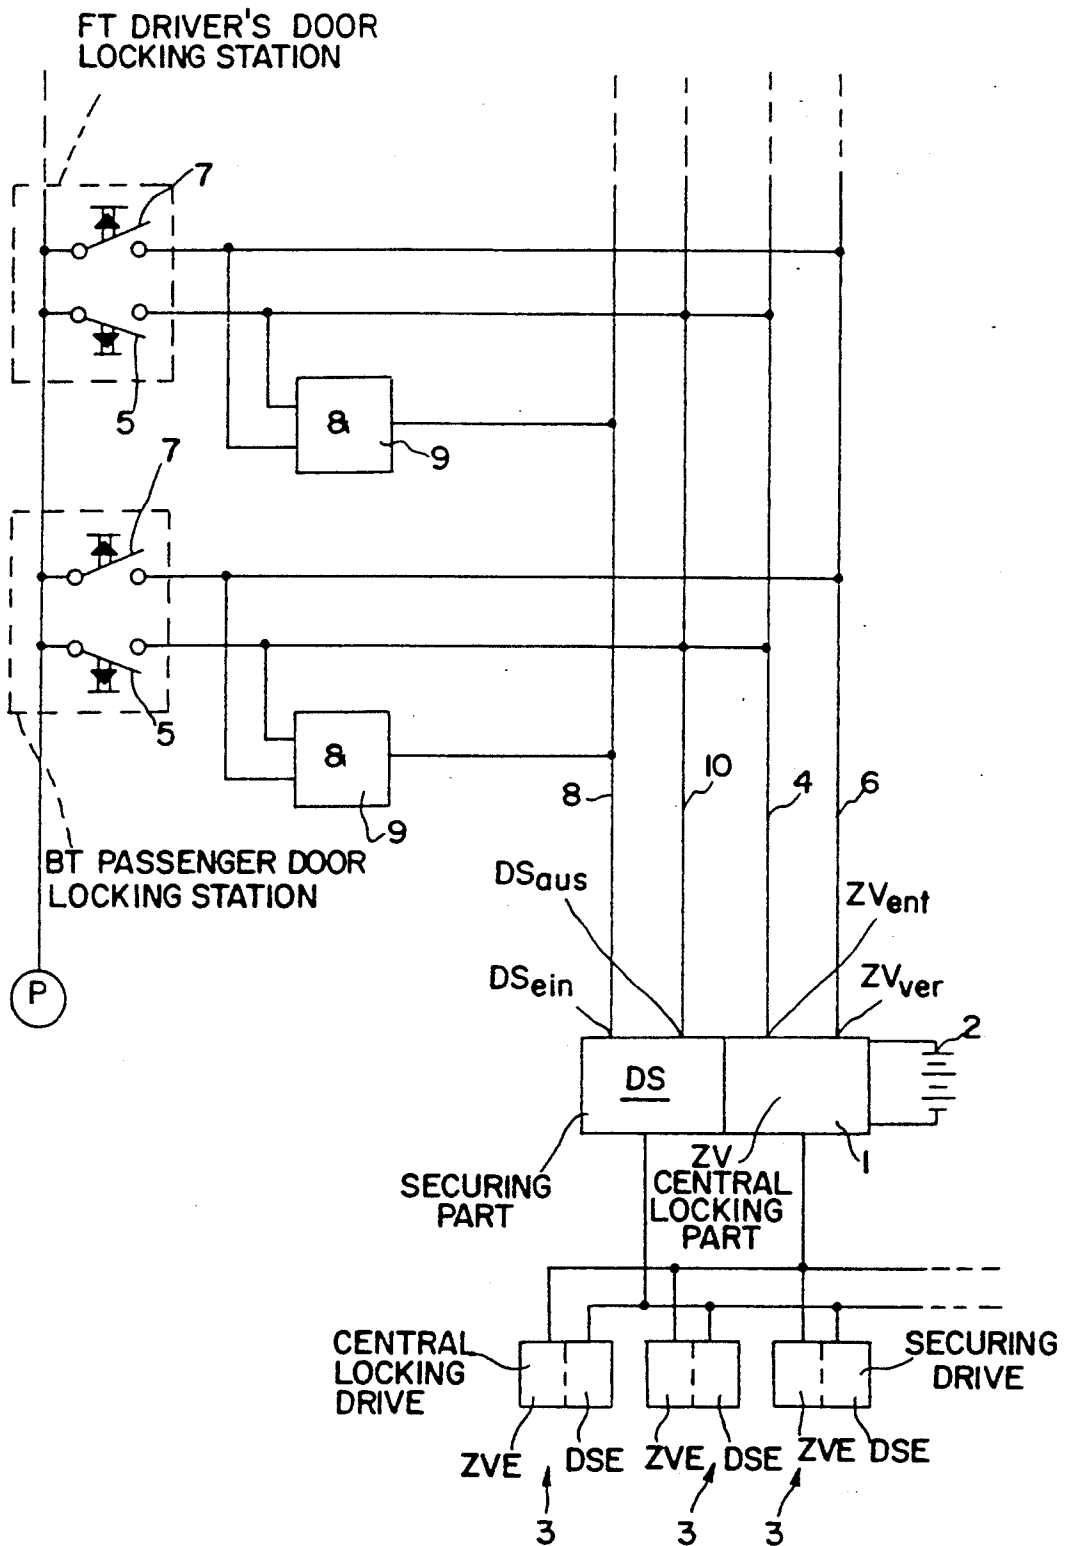 FT DRIVER'S DOOR
LOCKING STATION
7
5
&
9
7
5
&
9
8
10
4
6
BT PASSENGER DOOR
LOCKING STATION
P
DSaus
ZVent
DSein
ZVver
2
DS
1
SECURING
PART
ZV
CENTRAL
LOCKING
PART
CENTRAL
LOCKING
DRIVE
SECURING
DRIVE
ZVE DSE ZVE DSE ZVE DSE
3 3 3